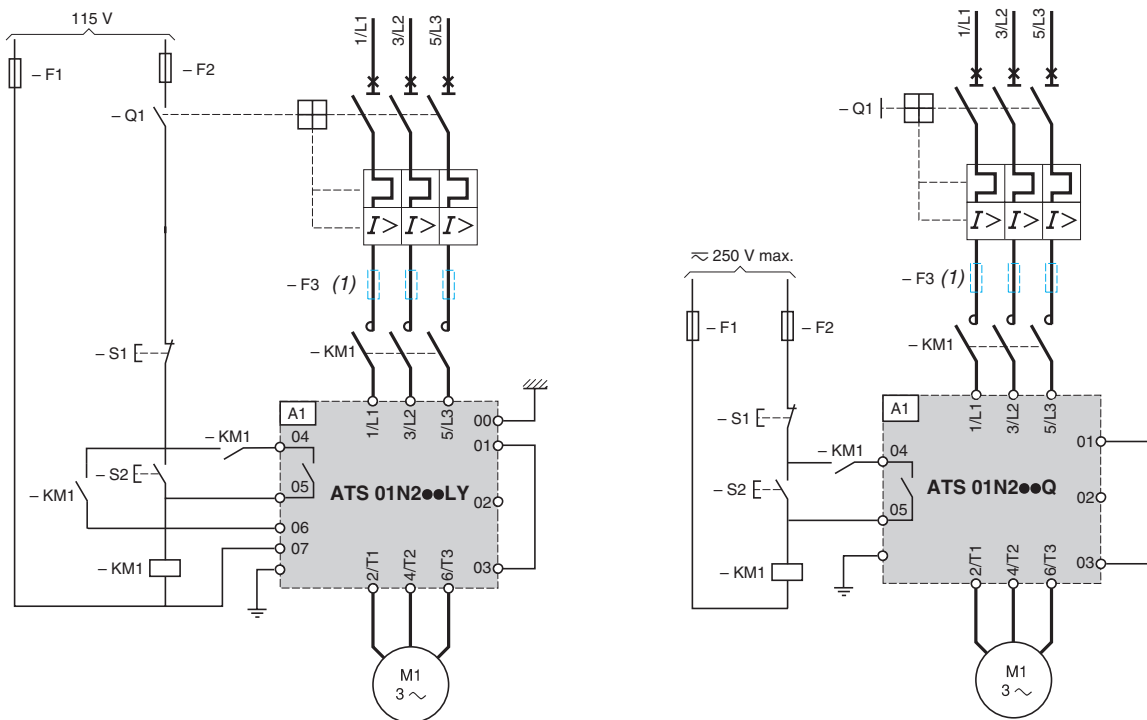 115 V
– F1
– F2
– Q1
1/L1
3/L2
5/L3
I>
I>
I>
– F3 (1)
– S1
– KM1
A1
1/L1
3/L2
5/L3
00
01
– KM1
04
– S2
– KM1
05
ATS 01N2●●LY
02
06
07
– KM1
2/T1
4/T2
6/T3
03
M1
3 ~
1/L1
3/L2
5/L3
– Q1
I>
I>
I>
≂ 250 V max.
– F3 (1)
– F1
– F2
– KM1
– S1
A1
1/L1
3/L2
5/L3
01
– KM1
04
– S2
ATS 01N2●●Q
02
05
– KM1
2/T1
4/T2
6/T3
03
M1
3 ~